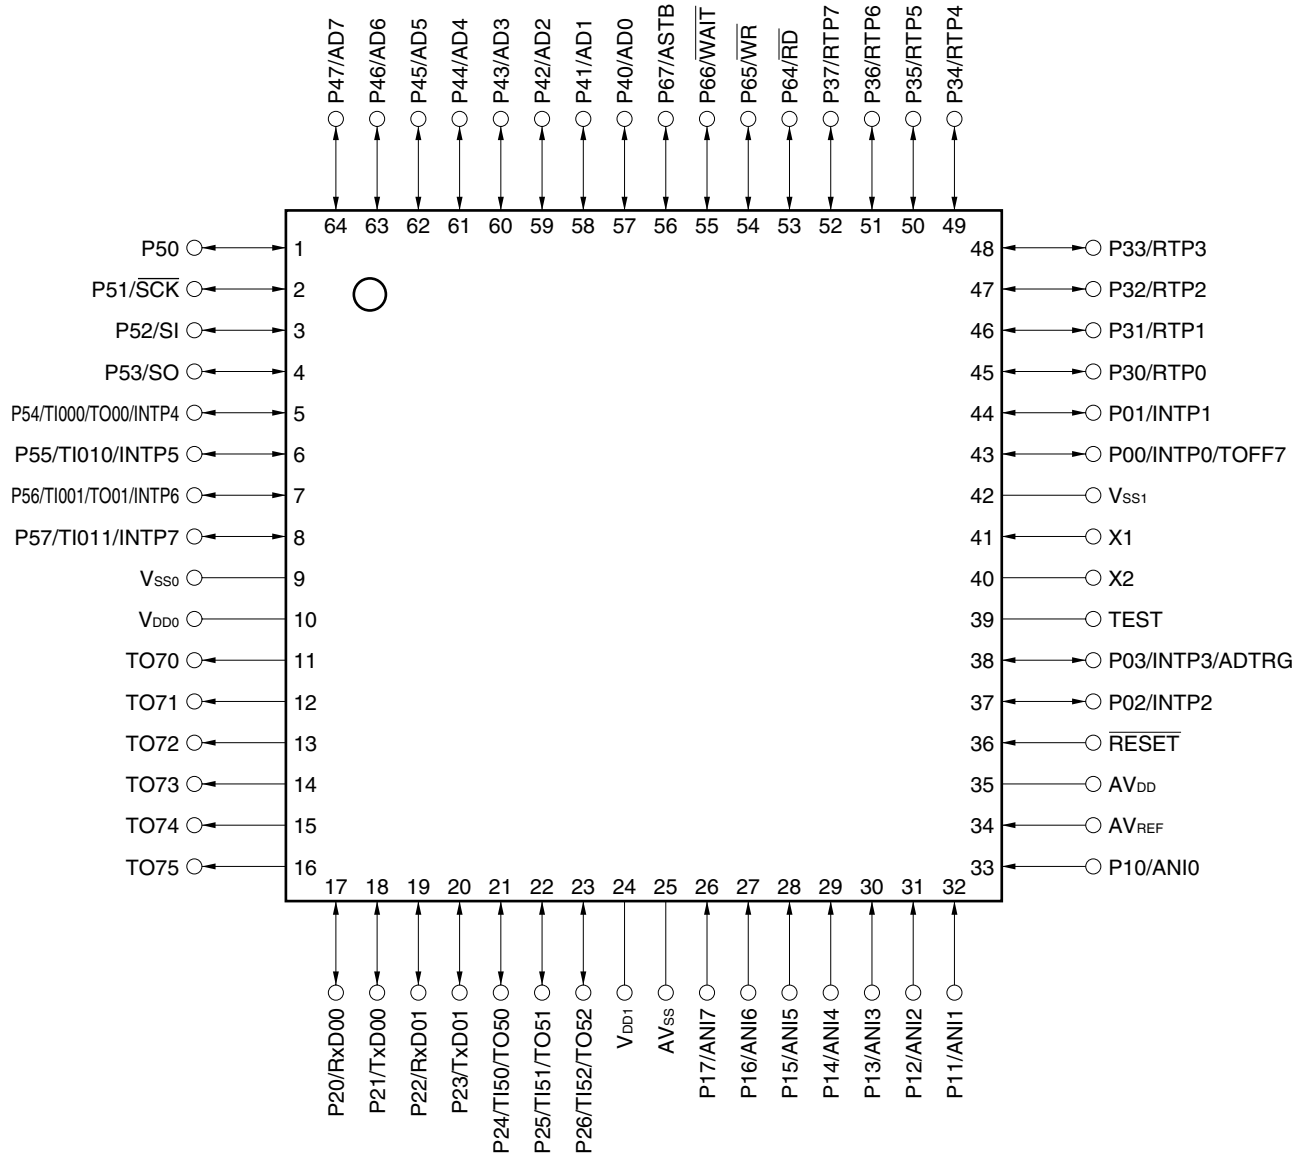 P47/AD7
P46/AD6
P45/AD5
P44/AD4
P43/AD3
P42/AD2
P41/AD1
P40/AD0
P67/ASTB
P66/WAIT
P65/WR
P64/RD
P37/RTP7
P36/RTP6
P35/RTP5
P34/RTP4
64 63 62 61 60 59 58 57 56 55 54 53 52 51 50 49
P50 1
P51/SCK 2
P52/SI 3
P53/SO 4
P54/TI000/TO00/INTP4 5
P55/TI010/INTP5 6
P56/TI001/TO01/INTP6 7
P57/TI011/INTP7 8
VSS0 9
VDD0 10
TO70 11
TO71 12
TO72 13
TO73 14
TO74 15
TO75 16
48 P33/RTP3
47 P32/RTP2
46 P31/RTP1
45 P30/RTP0
44 P01/INTP1
43 P00/INTP0/TOFF7
42 VSS1
41 X1
40 X2
39 TEST
38 P03/INTP3/ADTRG
37 P02/INTP2
36 RESET
35 AVDD
34 AVREF
33 P10/ANI0
17 18 19 20 21 22 23 24 25 26 27 28 29 30 31 32
P20/RxD00
P21/TxD00
P22/RxD01
P23/TxD01
P24/TI50/TO50
P25/TI51/TO51
P26/TI52/TO52
VDD1
AVSS
P17/ANI7
P16/ANI6
P15/ANI5
P14/ANI4
P13/ANI3
P12/ANI2
P11/ANI1